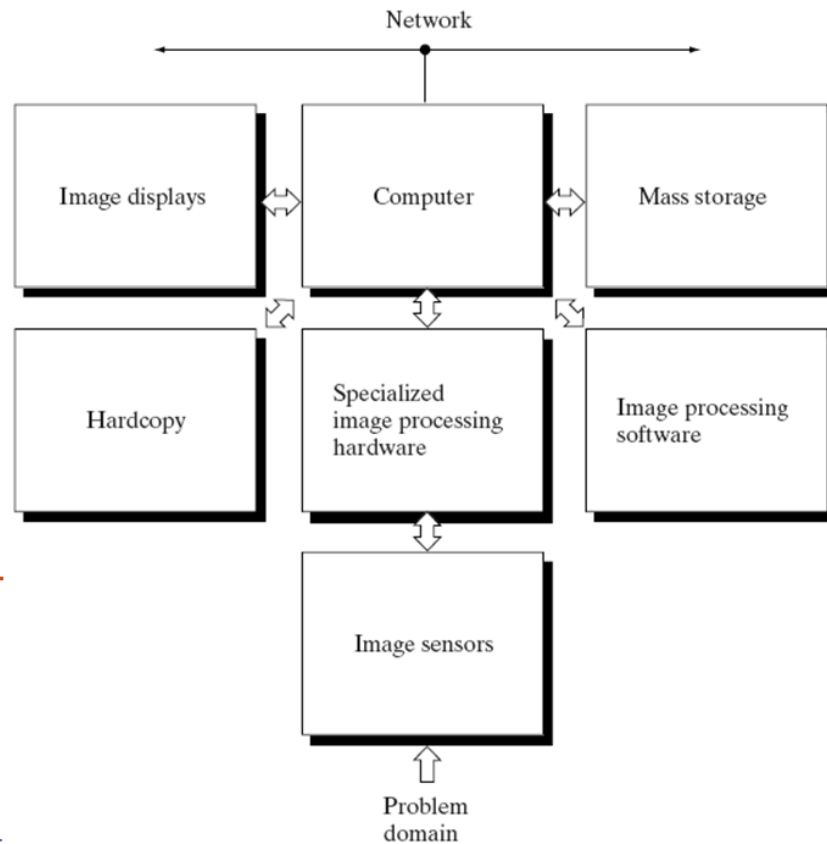 Network
Image displays
Computer
Mass storage
Hardcopy
Specialized
image processing
hardware
Image processing
software
Image sensors
Problem
domain